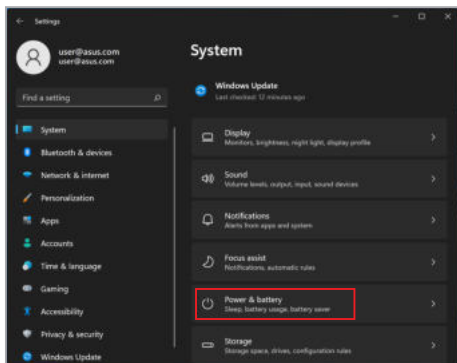 Settings
user@asus.com
user@asus.com
Find a setting
System
Bluetooth & devices
Network & internet
Personalization
Apps
Accounts
Time & language
Gaming
Accessibility
Privacy & security
Windows Update
System
Windows Update
Last checked: 12 minutes ago
Display
Monitors, brightness, night light, display profile
Sound
Volume levels, output, input, sound devices
Notifications
Alerts from apps and system
Focus assist
Notifications, automatic rules
Power & battery
Sleep, battery usage, battery saver
Storage
Storage space, drives, configuration rules